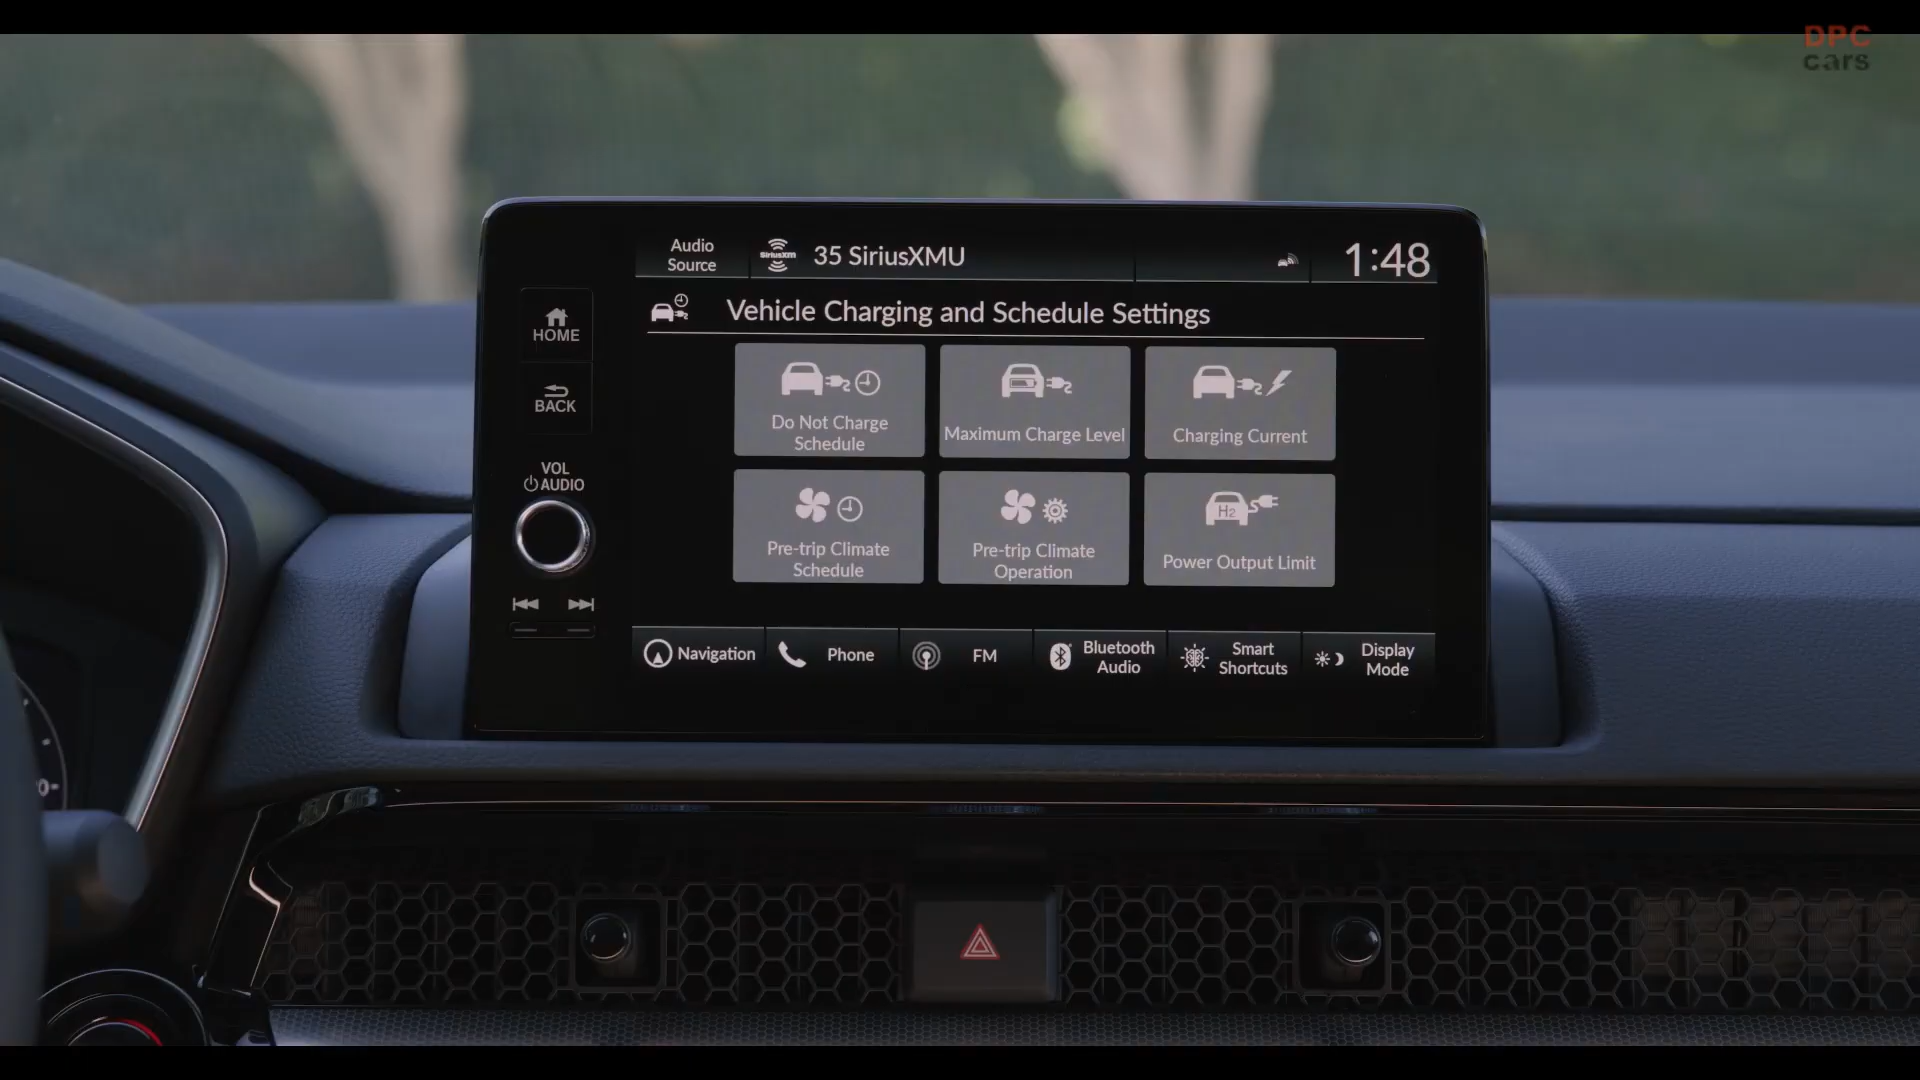 DPC
cars
Audio
Source
SiriusXM
35 SiriusXMU
1:48
Vehicle Charging and Schedule Settings
HOME
BACK
VOL
AUDIO
Do Not Charge
Schedule
Maximum Charge Level
Charging Current
Pre-trip Climate
Schedule
Pre-trip Climate
Operation
H2
Power Output Limit
Navigation
Phone
FM
Bluetooth
Audio
Smart
Shortcuts
Display
Mode